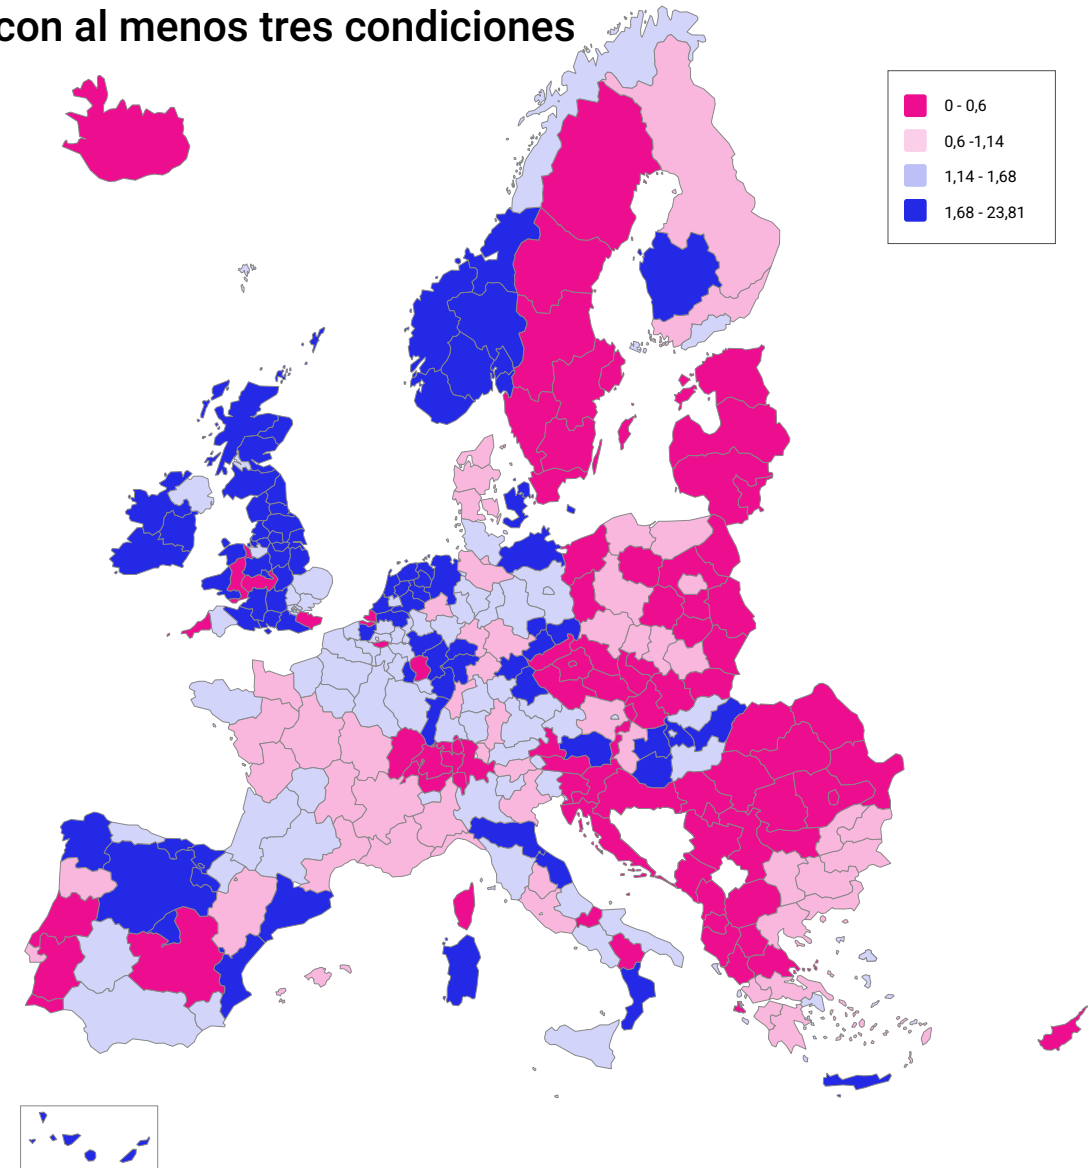 con al menos tres condiciones
0 - 0,6
0,6 -1,14
1,14 - 1,68
1,68 - 23,81